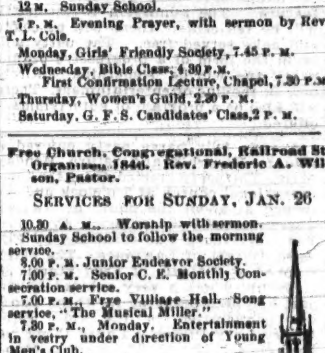 12 M. Sunday School.
7 P. M. Evening Prayer, with sermon by Rev
T. L. Cole.
Monday, Girls' Friendly Society, 7.45 P. M.
Wednesday, Bible Class, 4.30 P. M.
First Confirmation Lecture, Chapel, 7.30 P. M
Thursday, Women's Guild, 2.30 P. M.
Saturday, G. F. S. Candidates' Class, 2 P. M.
Free Church, Congregational, Railroad St
Organized 1846. Rev. Frederic A. Wil
son, Pastor.
SERVICES FOR SUNDAY, JAN. 26
10.30 A. M., Worship with sermon.
Sunday School to follow the morning
service.
6.00 P. M. Junior Endeavor Society.
7.00 P. M. Senior C. E. Monthly Con-
secration service.
7.00 P. M., Frye Village Hall. Song
service, "The Musical Miller."
7.30 P. M., Monday. Entertainment
in vestry under direction of Young
Men's Club.